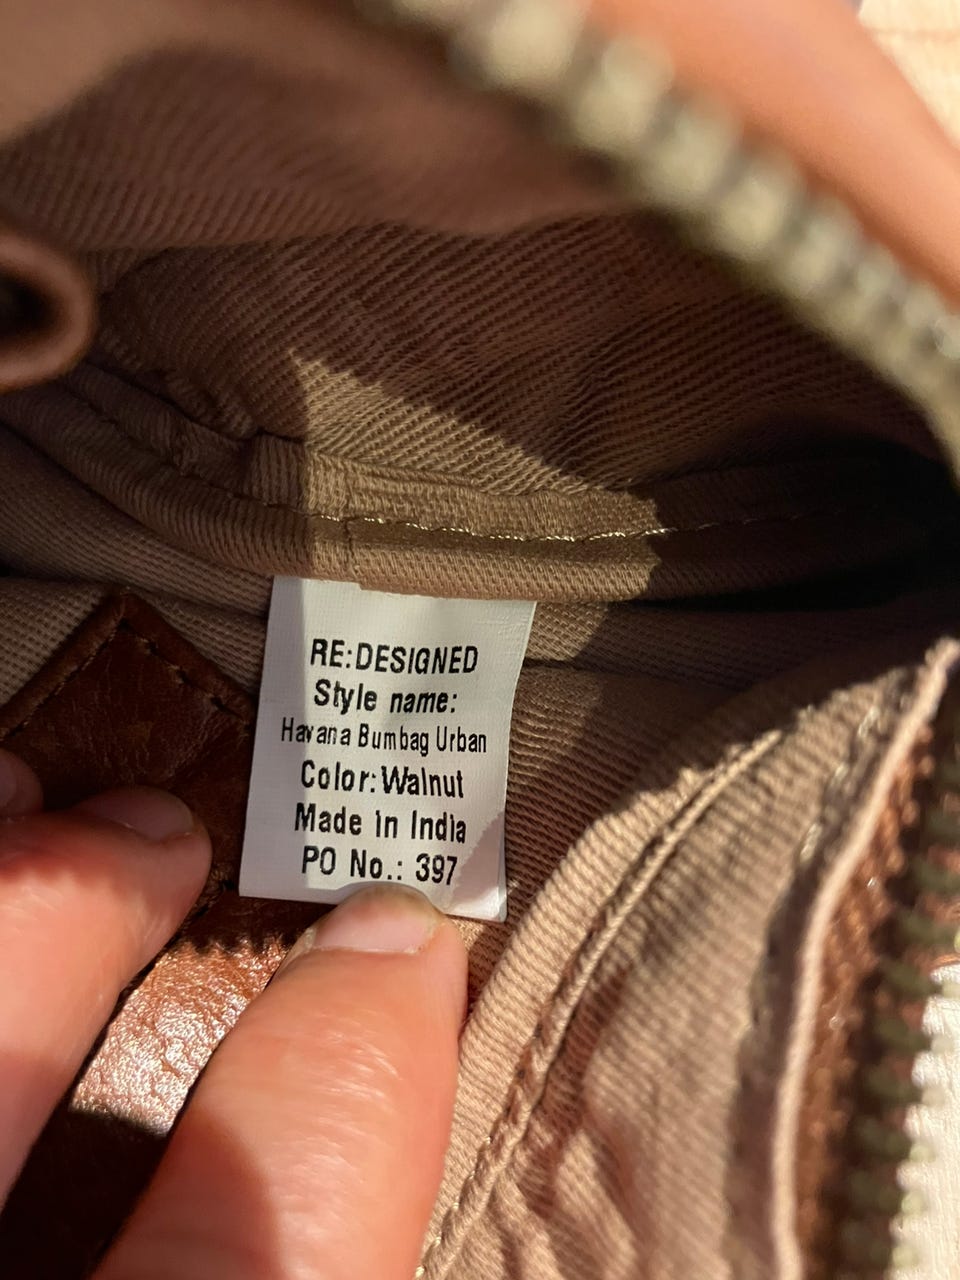 RE:DESIGNED
Style name:
Havana Bumbag Urban
Color:Walnut
Made in India
PO No.: 397